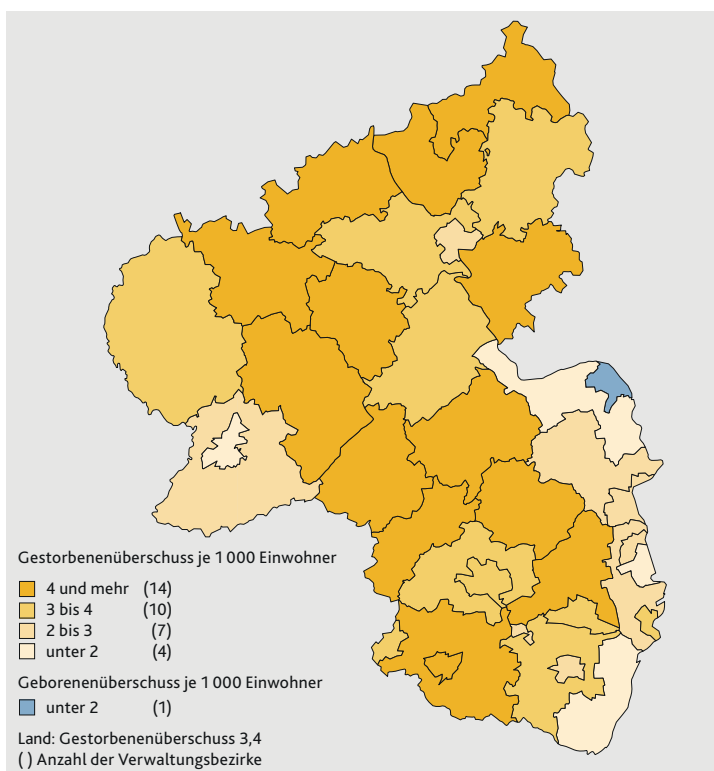 Gestorbenenüberschuss je 1 000 Einwohner
4 und mehr (14)
3 bis 4 (10)
2 bis 3 (7)
unter 2 (4)
Geborenenüberschuss je 1 000 Einwohner
unter 2 (1)
Land: Gestorbenenüberschuss 3,4
( ) Anzahl der Verwaltungsbezirke